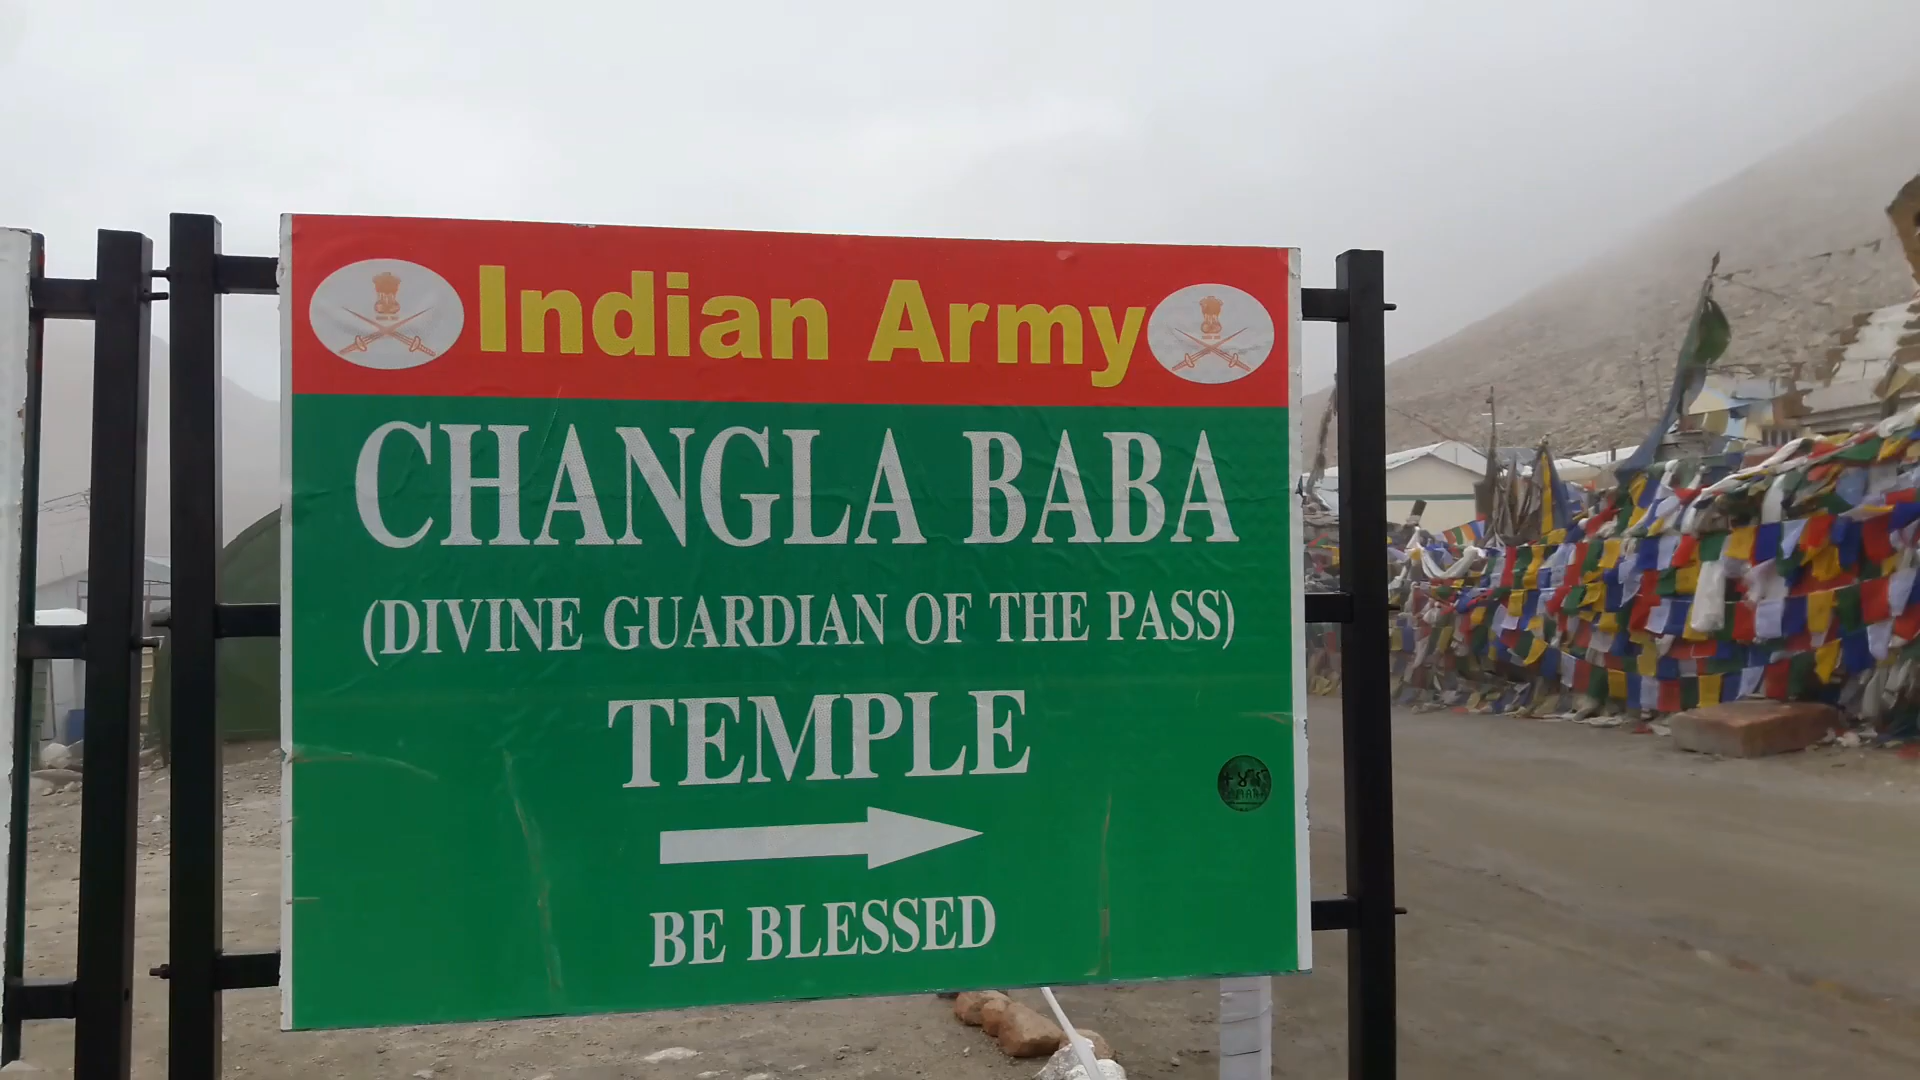 Indian Army
CHANGLA BABA
(DIVINE GUARDIAN OF THE PASS)
TEMPLE
BE BLESSED